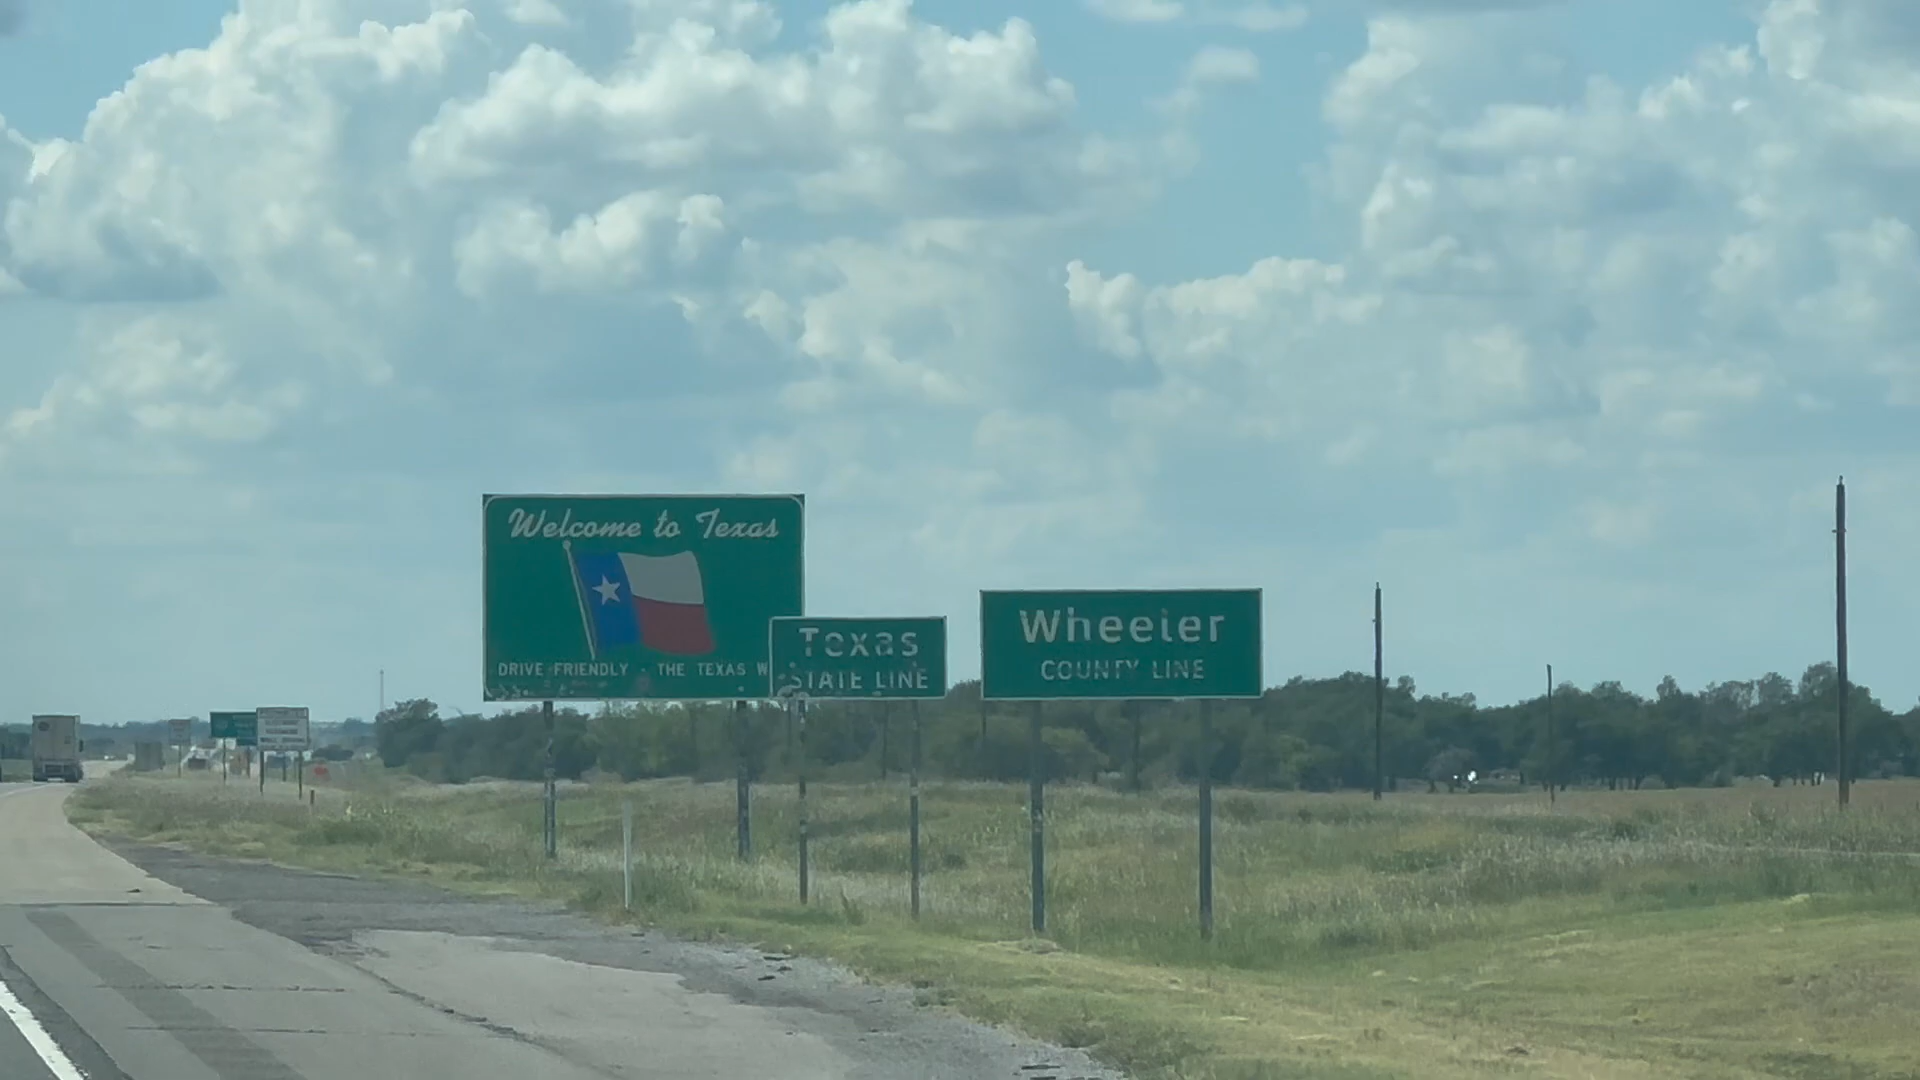 Welcome to Texas
DRIVE FRIENDLY - THE TEXAS W
Texas
STATE LINE
Wheeler
COUNTY LINE